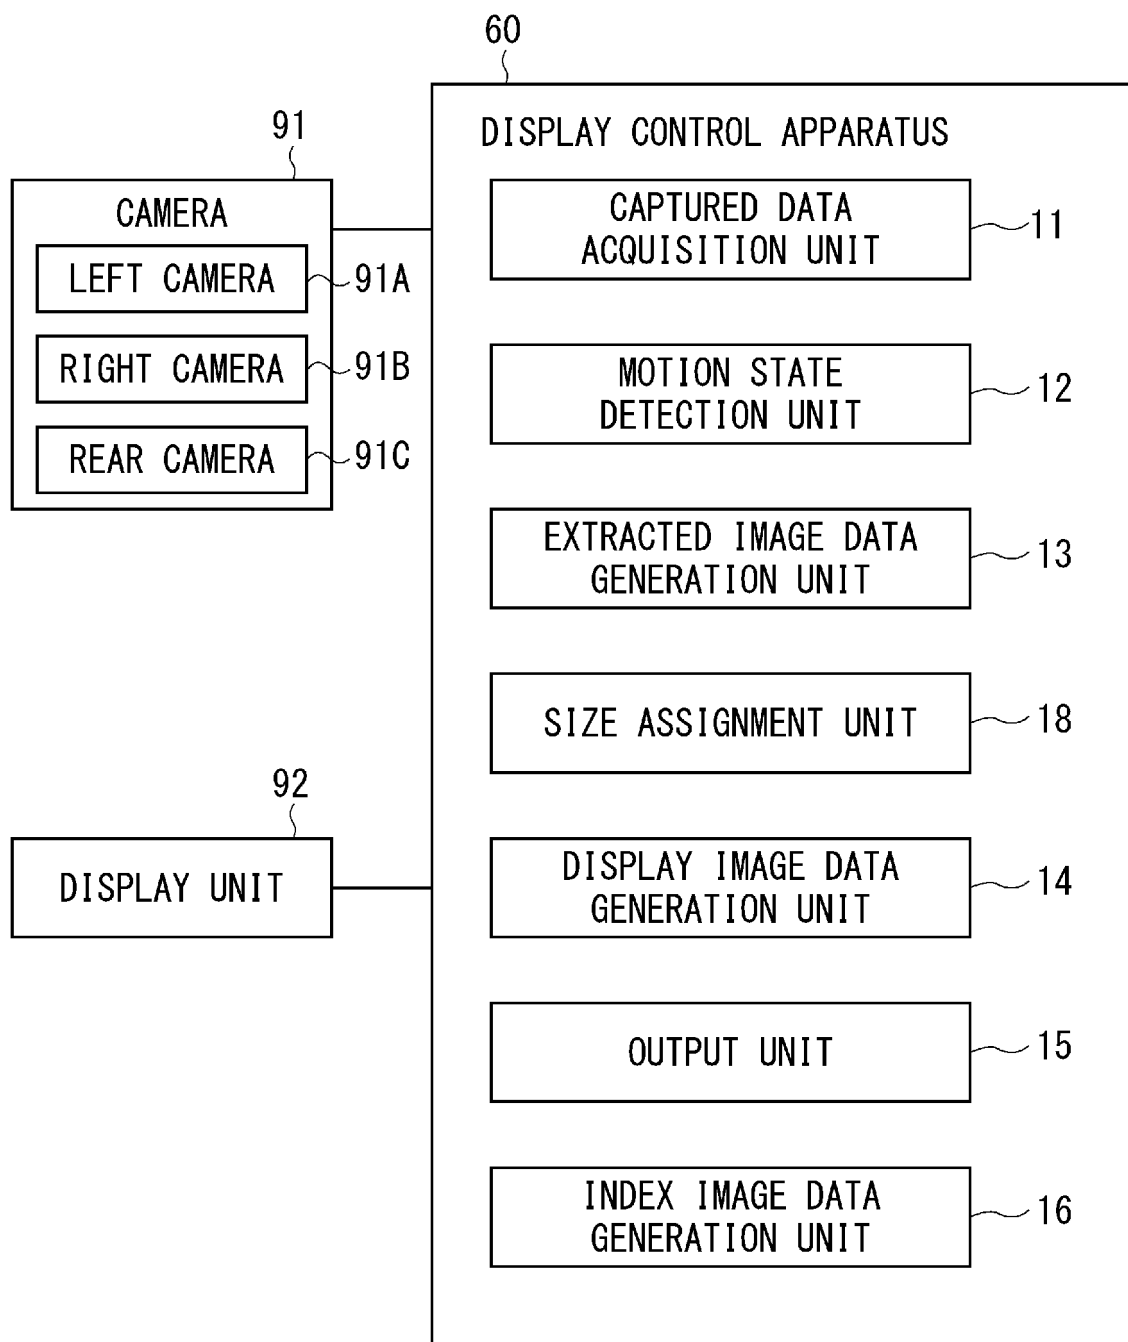 60
DISPLAY CONTROL APPARATUS
91
CAMERA
LEFT CAMERA
91A
RIGHT CAMERA
91B
REAR CAMERA
91C
92
DISPLAY UNIT
CAPTURED DATA
ACQUISITION UNIT
11
MOTION STATE
DETECTION UNIT
12
EXTRACTED IMAGE DATA
GENERATION UNIT
13
SIZE ASSIGNMENT UNIT
18
DISPLAY IMAGE DATA
GENERATION UNIT
14
OUTPUT UNIT
15
INDEX IMAGE DATA
GENERATION UNIT
16